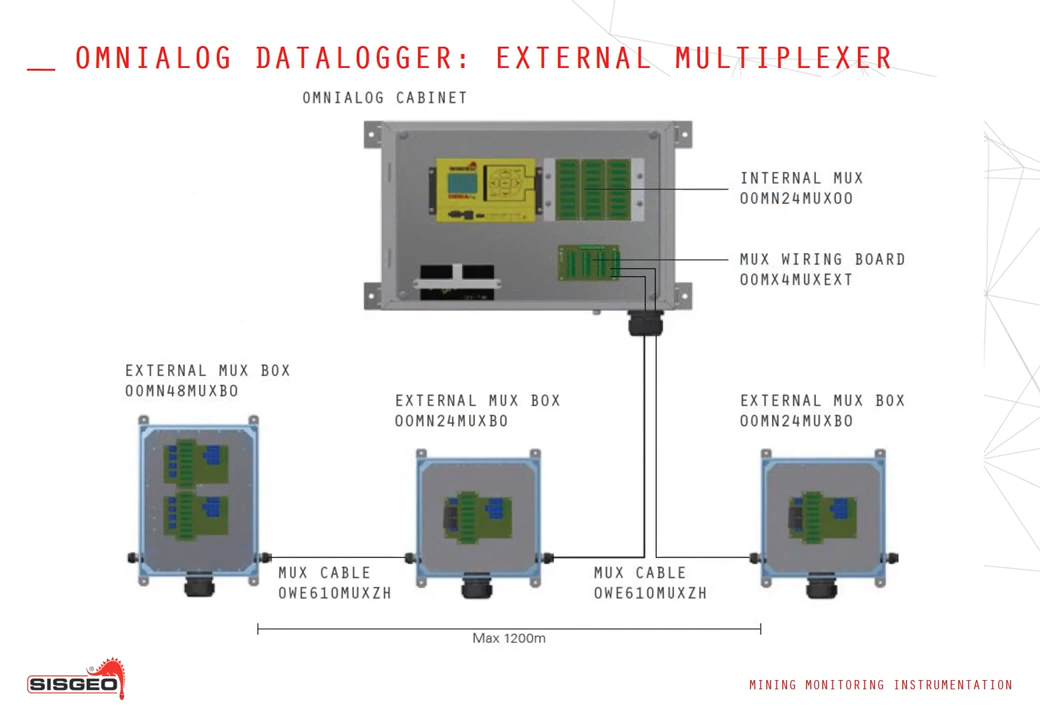 __ OMNIALOG DATALOGGER: EXTERNAL MULTIPLEXER
OMNIALOG CABINET
INTERNAL MUX
OOMN24MUXOO
MUX WIRING BOARD
OOMX4MUXEXT
EXTERNAL MUX BOX
OOMN48MUXBO
EXTERNAL MUX BOX
OOMN24MUXBO
EXTERNAL MUX BOX
OOMN24MUXBO
MUX CABLE
OWE610MUXZH
MUX CABLE
OWE610MUXZH
Max 1200m
SISGEO
®
MINING MONITORING INSTRUMENTATION